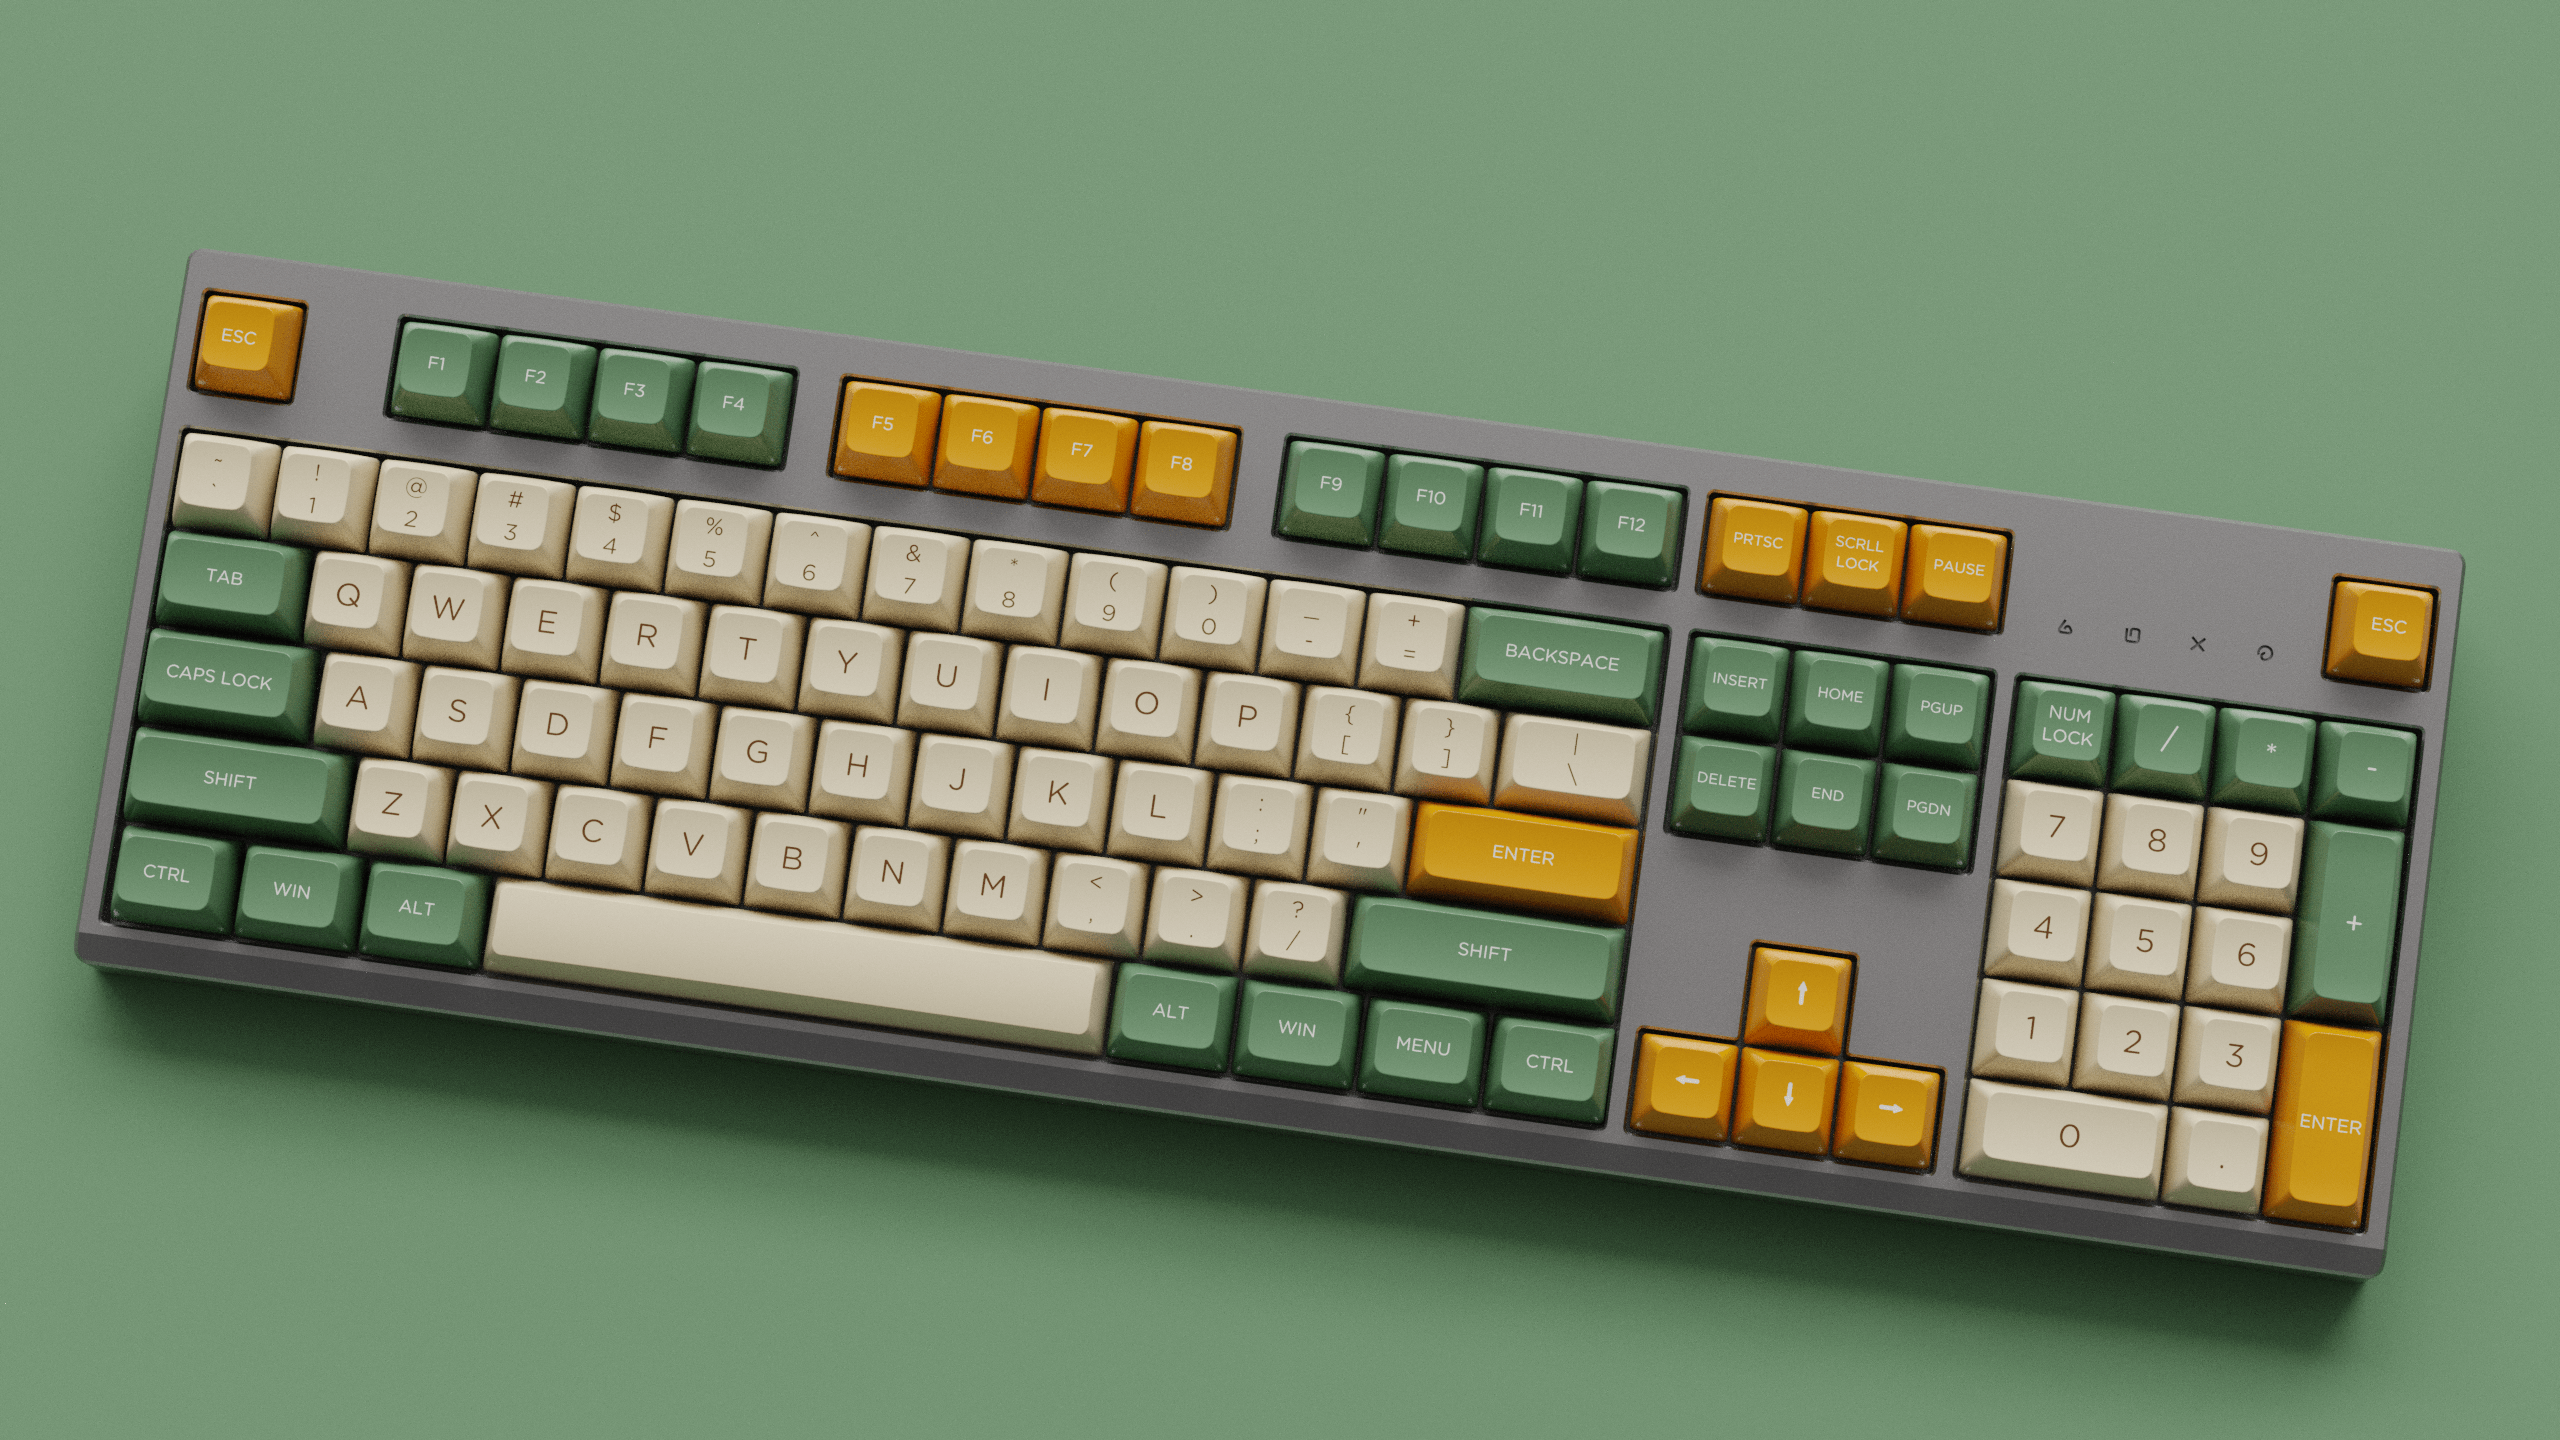 ESC F1 F2 F3 F4 F5 F6 F7 F8 F9 F10 F11 F12 PRTSC SCRLL LOCK PAUSE ESC
~ ! @ # $ % ^ & * ( ) — +
` 1 2 3 4 5 6 7 8 9 0 - = BACKSPACE INSERT HOME PGUP NUM LOCK / * -
TAB Q W E R T Y U I O P { [ } ] | \ DELETE END PGDN 7 8 9 +
CAPS LOCK A S D F G H J K L : ; " ' ENTER 4 5 6
SHIFT Z X C V B N M < , > . ? / SHIFT ↑ 1 2 3 ENTER
CTRL WIN ALT ALT WIN MENU CTRL ← ↓ → 0 .